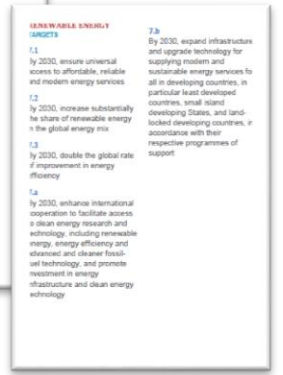 RENEWABLE ENERGY
TARGETS
7.1
By 2030, ensure universal
access to affordable, reliable
and modern energy services
7.2
By 2030, increase substantially
the share of renewable energy
in the global energy mix
7.3
By 2030, double the global rate
of improvement in energy
efficiency
7.a
By 2030, enhance international
cooperation to facilitate access
to clean energy research and
technology, including renewable
energy, energy efficiency and
advanced and cleaner fossil-
fuel technology, and promote
investment in energy
infrastructure and clean energy
technology
7.b
By 2030, expand infrastructure
and upgrade technology for
supplying modern and
sustainable energy services fo
all in developing countries, in
particular least developed
countries, small island
developing States, and land-
locked developing countries, ir
accordance with their
respective programmes of
support